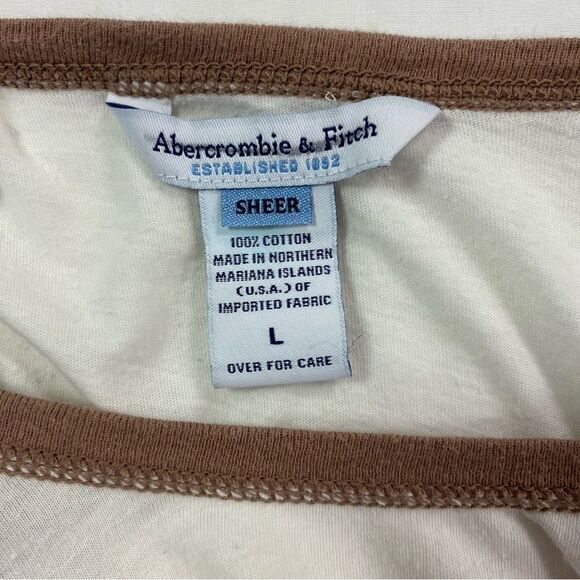 Abercrombie & Fitch
ESTABLISHED 1892
SHEER
100% COTTON
MADE IN NORTHERN
MARIANA ISLANDS
(U.S.A.) OF
IMPORTED FABRIC
L
OVER FOR CARE